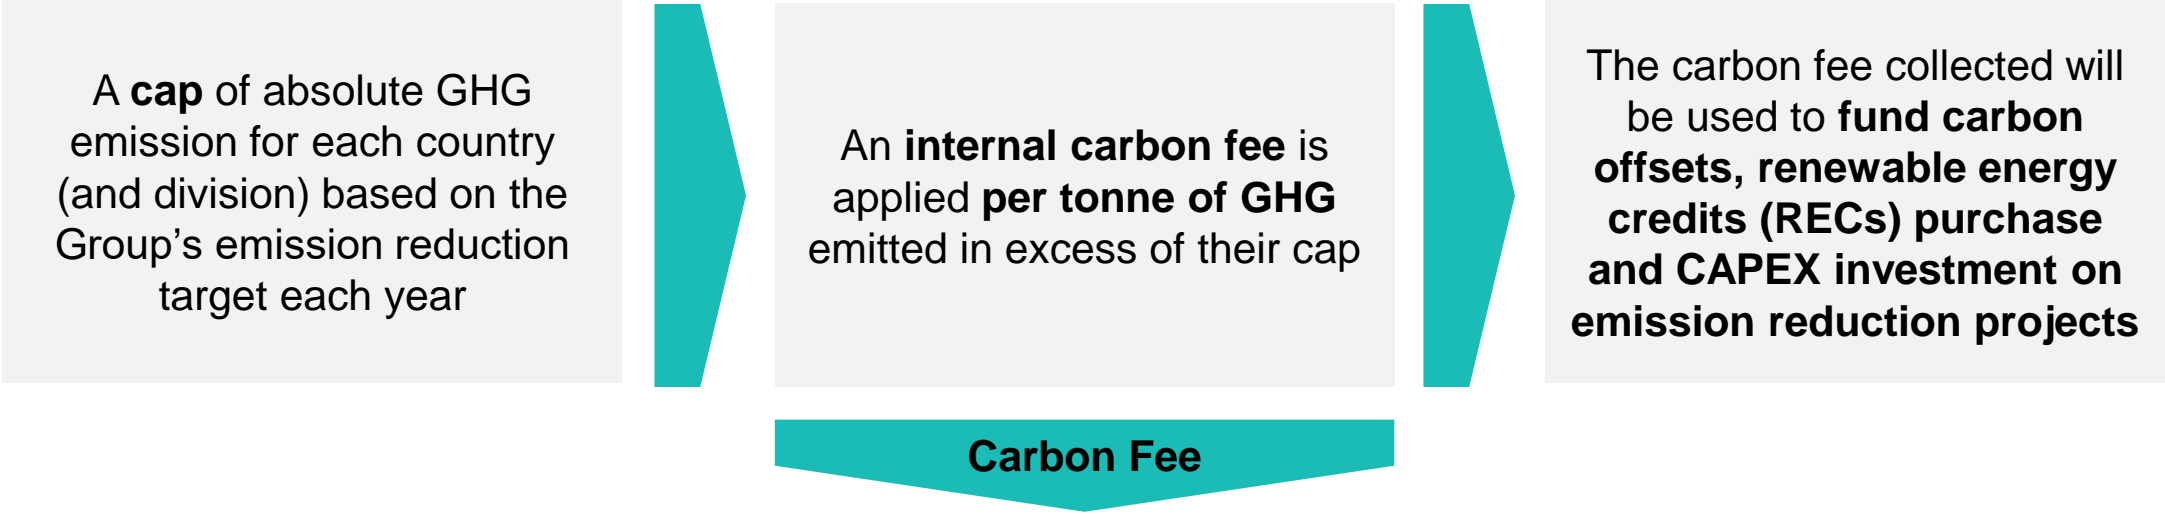 A cap of absolute GHG
emission for each country
(and division) based on the
Group’s emission reduction
target each year
An internal carbon fee is
applied per tonne of GHG
emitted in excess of their cap
The carbon fee collected will
be used to fund carbon
offsets, renewable energy
credits (RECs) purchase
and CAPEX investment on
emission reduction projects
Carbon Fee